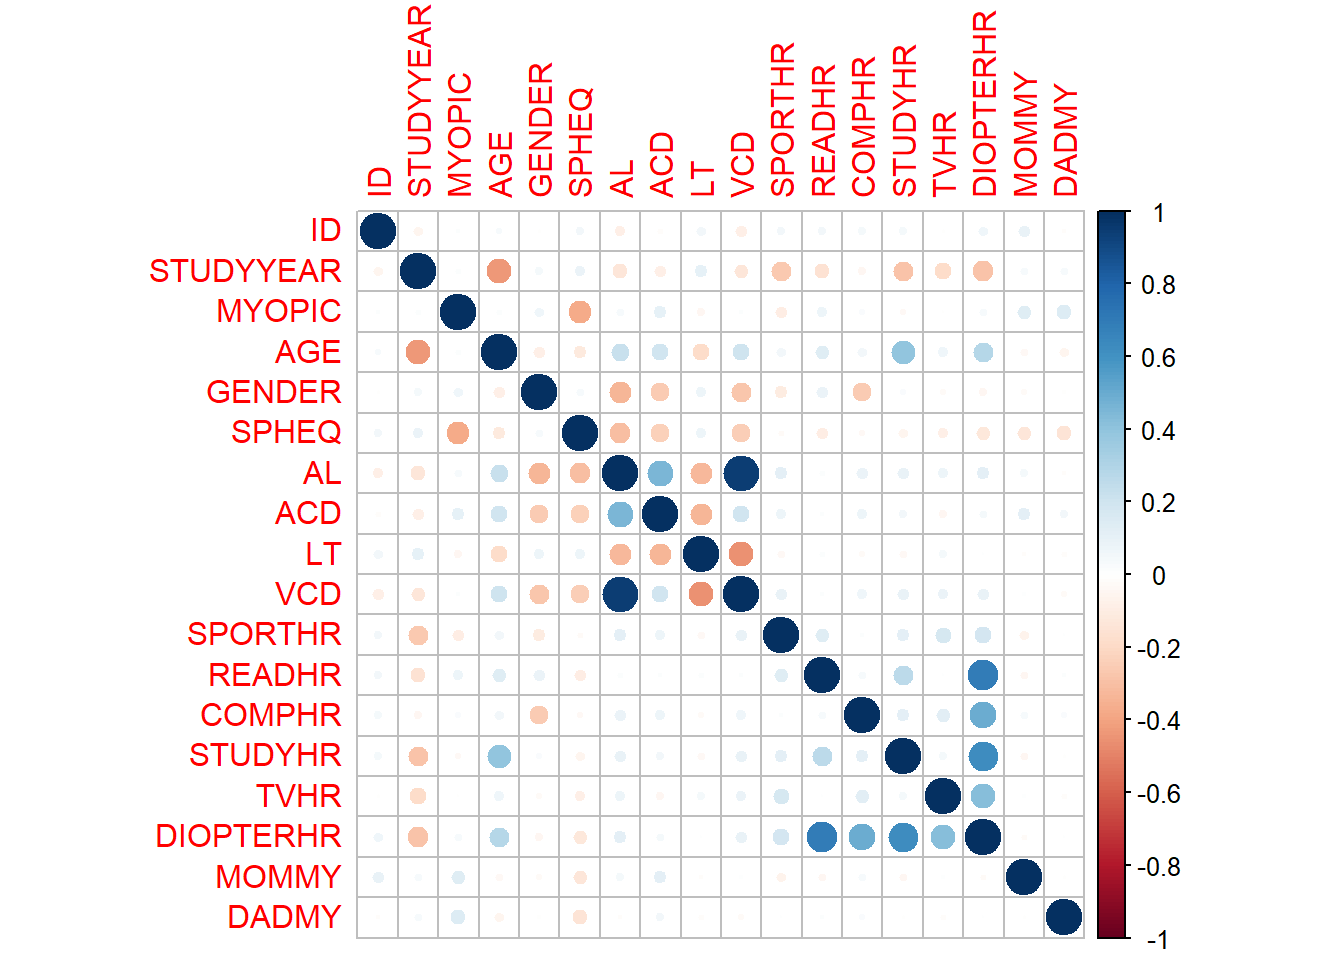 ID
STUDYYEAR
MYOPIC
AGE
GENDER
SPHEQ
AL
ACD
LT
VCD
SPORTHR
READHR
COMPHR
STUDYHR
TVHR
DIOPTERHR
MOMMY
DADMY
ID
STUDYYEAR
MYOPIC
AGE
GENDER
SPHEQ
AL
ACD
LT
VCD
SPORTHR
READHR
COMPHR
STUDYHR
TVHR
DIOPTERHR
MOMMY
DADMY
1
0.8
0.6
0.4
0.2
0
-0.2
-0.4
-0.6
-0.8
-1